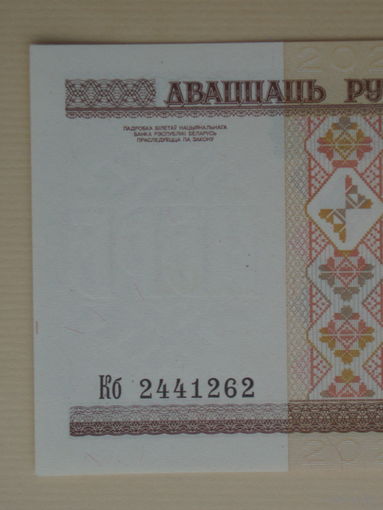 ДВАЦЦАЦЬ РУ
ПАДРОБКА БІЛЕТАЎ НАЦЫЯНАЛЬНАГА
БАНКА РЭСПУБЛІКІ БЕЛАРУСЬ
ПРАСЛЕДУЕЦЦА ПА ЗАКОНУ
Кб 2441262